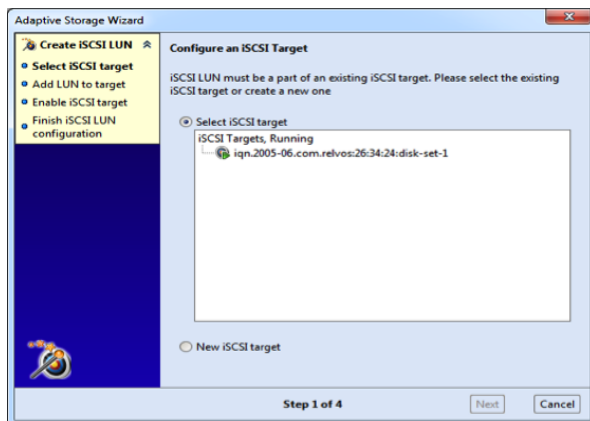 Adaptive Storage Wizard
Create iSCSI LUN
Select iSCSI target
Add LUN to target
Enable iSCSI target
Finish iSCSI LUN
configuration
Configure an iSCSI Target
iSCSI LUN must be a part of an existing iSCSI target. Please select the existing
iSCSI target or create a new one
Select iSCSI target
iSCSI Targets, Running
iqn.2005-06.com.relvos:26:34:24:disk-set-1
New iSCSI target
Step 1 of 4
Next
Cancel